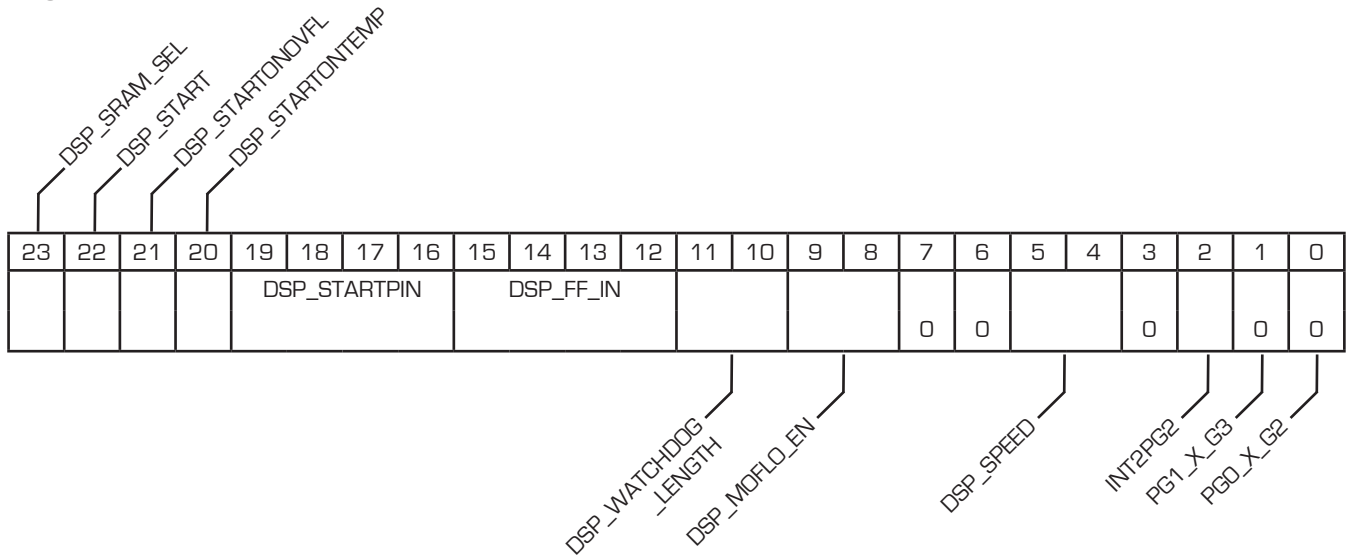 DSP_SRAM_SEL
DSP_START
DSP_STARTONOVFL
DSP_STARTONTEMP
23 22 21 20 19 18 17 16 15 14 13 12 11 10 9 8 7 6 5 4 3 2 1 0
DSP_STARTPIN DSP_FF_IN
0 0 0 0 0
DSP_WATCHDOG
_LENGTH
DSP_MOFLO_EN
DSP_SPEED
INT2PG2
PG1_X_G3
PG0_X_G2